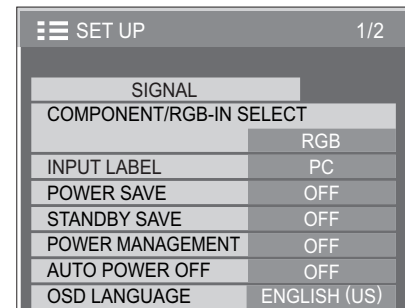 SET UP 1/2
SIGNAL
COMPONENT/RGB-IN SELECT
RGB
INPUT LABEL PC
POWER SAVE OFF
STANDBY SAVE OFF
POWER MANAGEMENT OFF
AUTO POWER OFF OFF
OSD LANGUAGE ENGLISH (US)